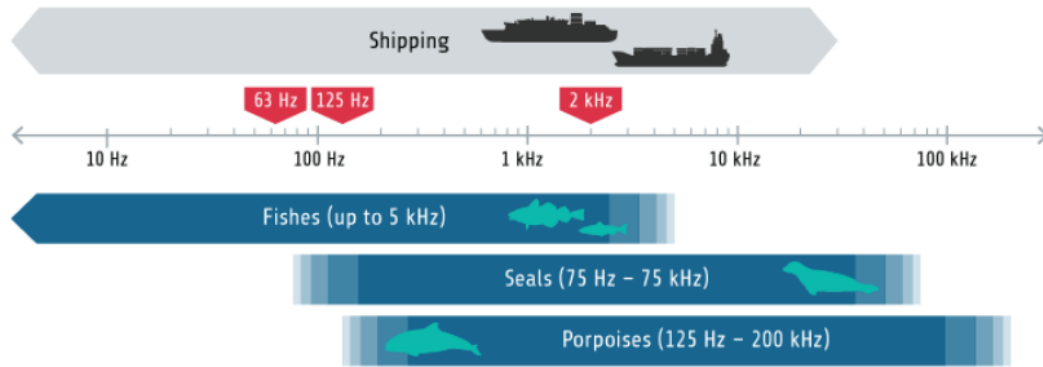 Shipping
63 Hz 125 Hz 2 kHz
10 Hz 100 Hz 1 kHz 10 kHz 100 kHz
Fishes (up to 5 kHz)
Seals (75 Hz – 75 kHz)
Porpoises (125 Hz – 200 kHz)